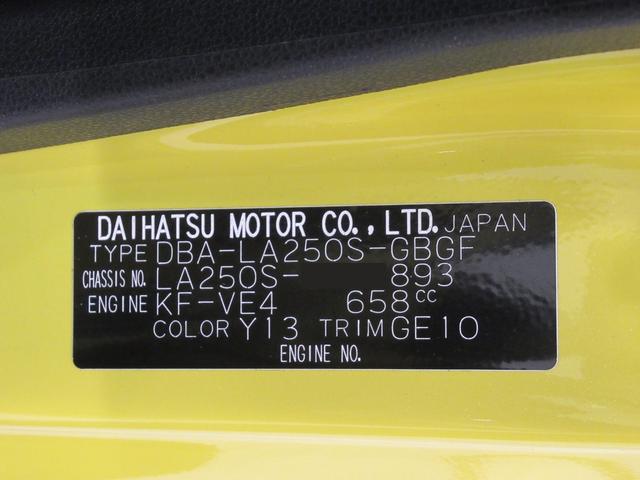 DAIHATSU MOTOR CO., LTD. JAPAN
TYPE DBA-LA250S-GBGF
CHASSIS NO. LA250S- 893
ENGINE KF-VE4 658cc
COLOR Y13 TRIM GE10
ENGINE NO.